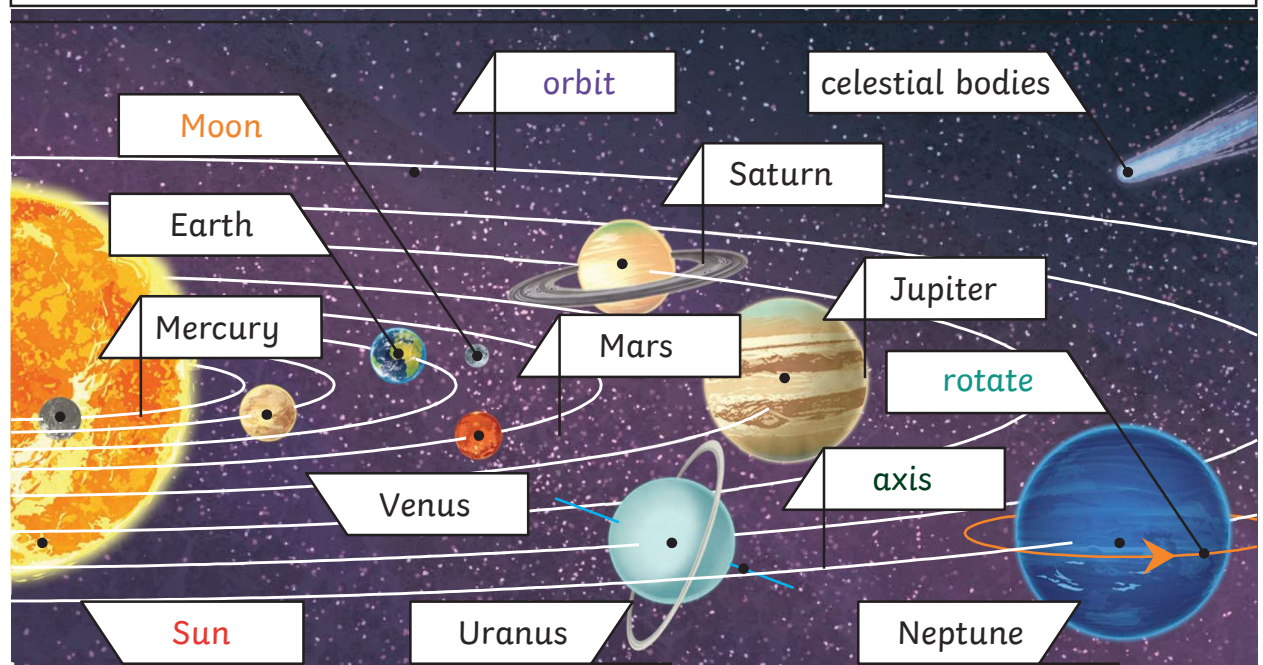 orbit
celestial bodies
Moon
Saturn
Earth
Jupiter
Mercury
Mars
rotate
axis
Venus
Sun
Uranus
Neptune